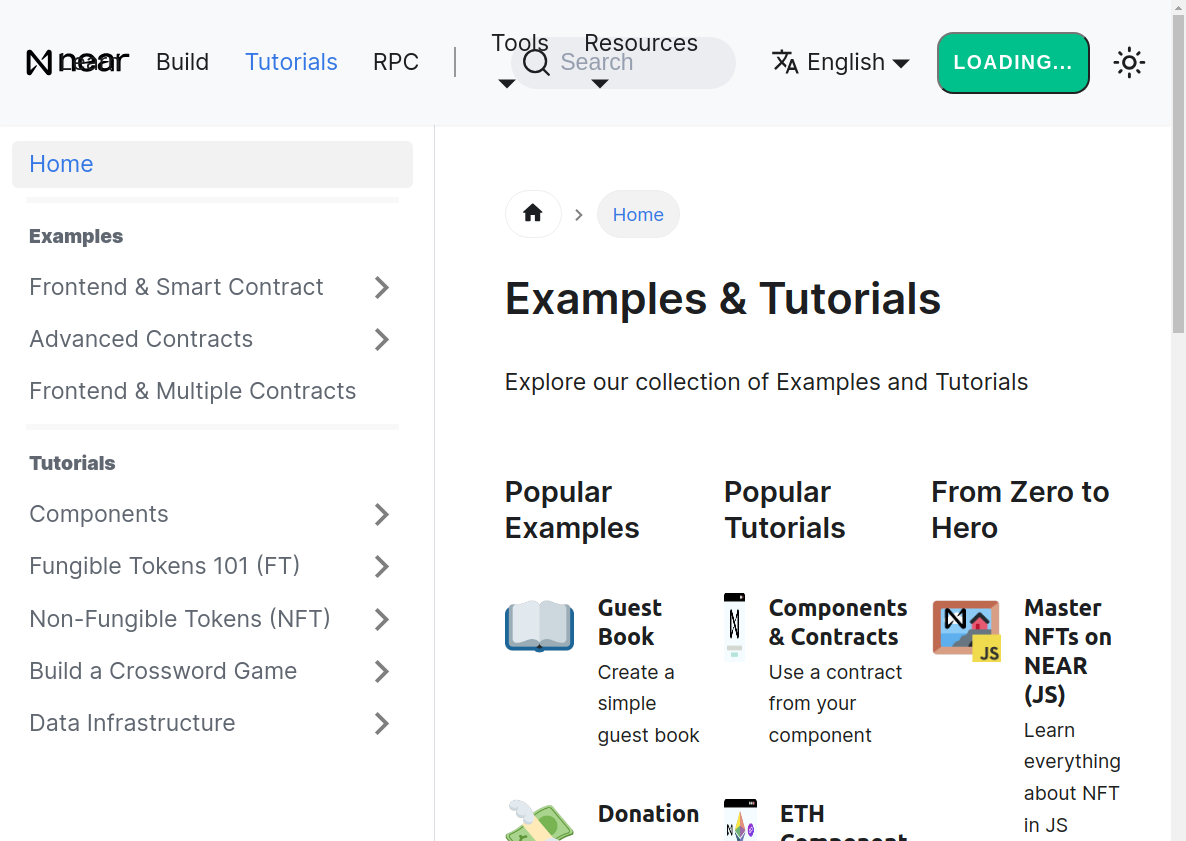 near
Learn
Build
Tutorials
RPC
Tools
Resources
Search
English
LOADING...
Home
Examples
Frontend & Smart Contract
Advanced Contracts
Frontend & Multiple Contracts
Tutorials
Components
Fungible Tokens 101 (FT)
Non-Fungible Tokens (NFT)
Build a Crossword Game
Data Infrastructure
Home
Examples & Tutorials
Explore our collection of Examples and Tutorials
Popular
Examples
Guest
Book
Create a
simple
guest book
Donation
Popular
Tutorials
Components
& Contracts
Use a contract
from your
component
ETH
Component
From Zero to
Hero
JS
Master
NFTs on
NEAR
(JS)
Learn
everything
about NFT
in JS